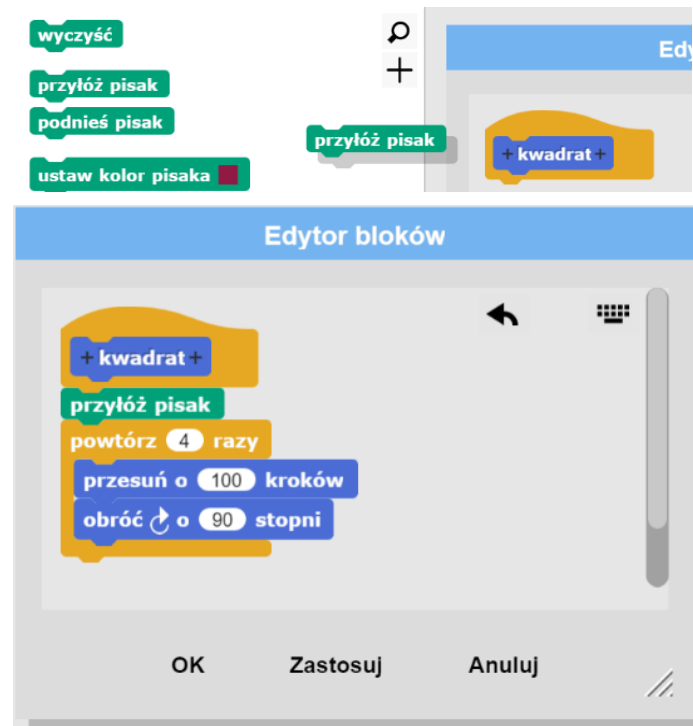 wyczyść
przyłóż pisak
podnieś pisak
ustaw kolor pisaka
przyłóż pisak
Edy
+ kwadrat +
Edytor bloków
+ kwadrat +
przyłóż pisak
powtórz 4 razy
przesuń o 100 kroków
obróć o 90 stopni
OK Zastosuj Anuluj